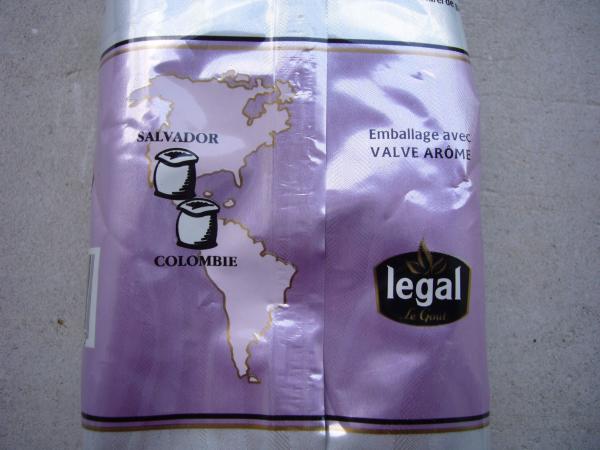 SALVADOR
COLOMBIE
Emballage avec
VALVE ARÔME
legal
Le Goût